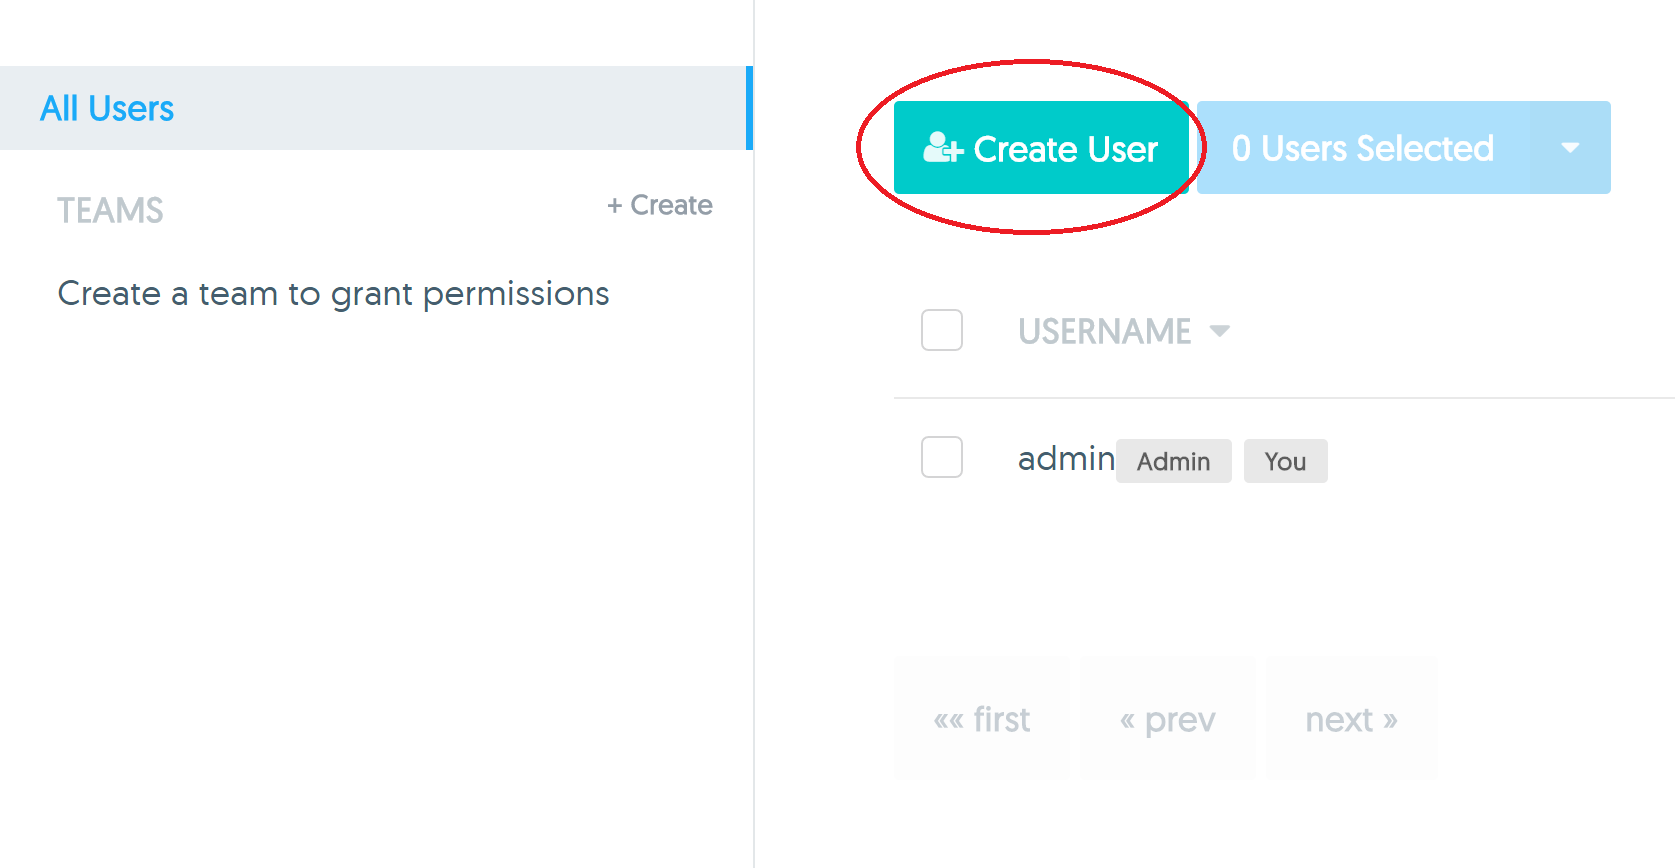 All Users
TEAMS
+ Create
Create a team to grant permissions
Create User
0 Users Selected
USERNAME
admin Admin You
«« first « prev next »